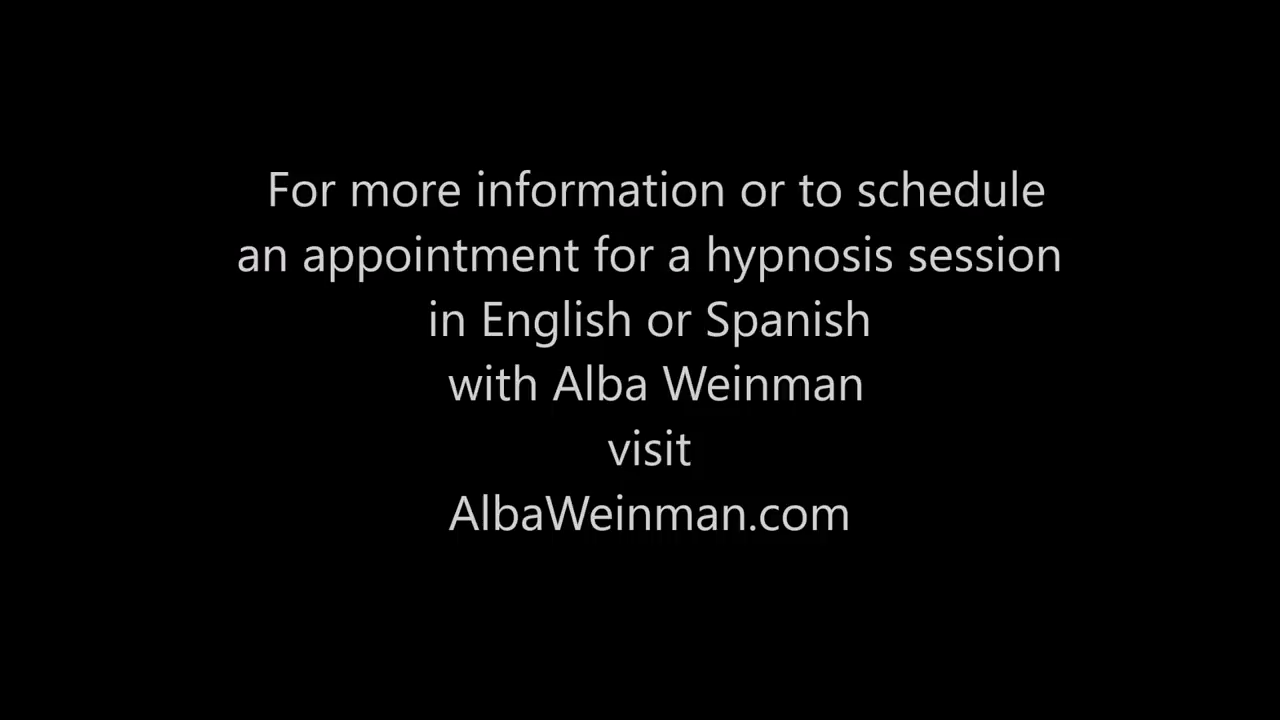 For more information or to schedule
an appointment for a hypnosis session
in English or Spanish
with Alba Weinman
visit
AlbaWeinman.com